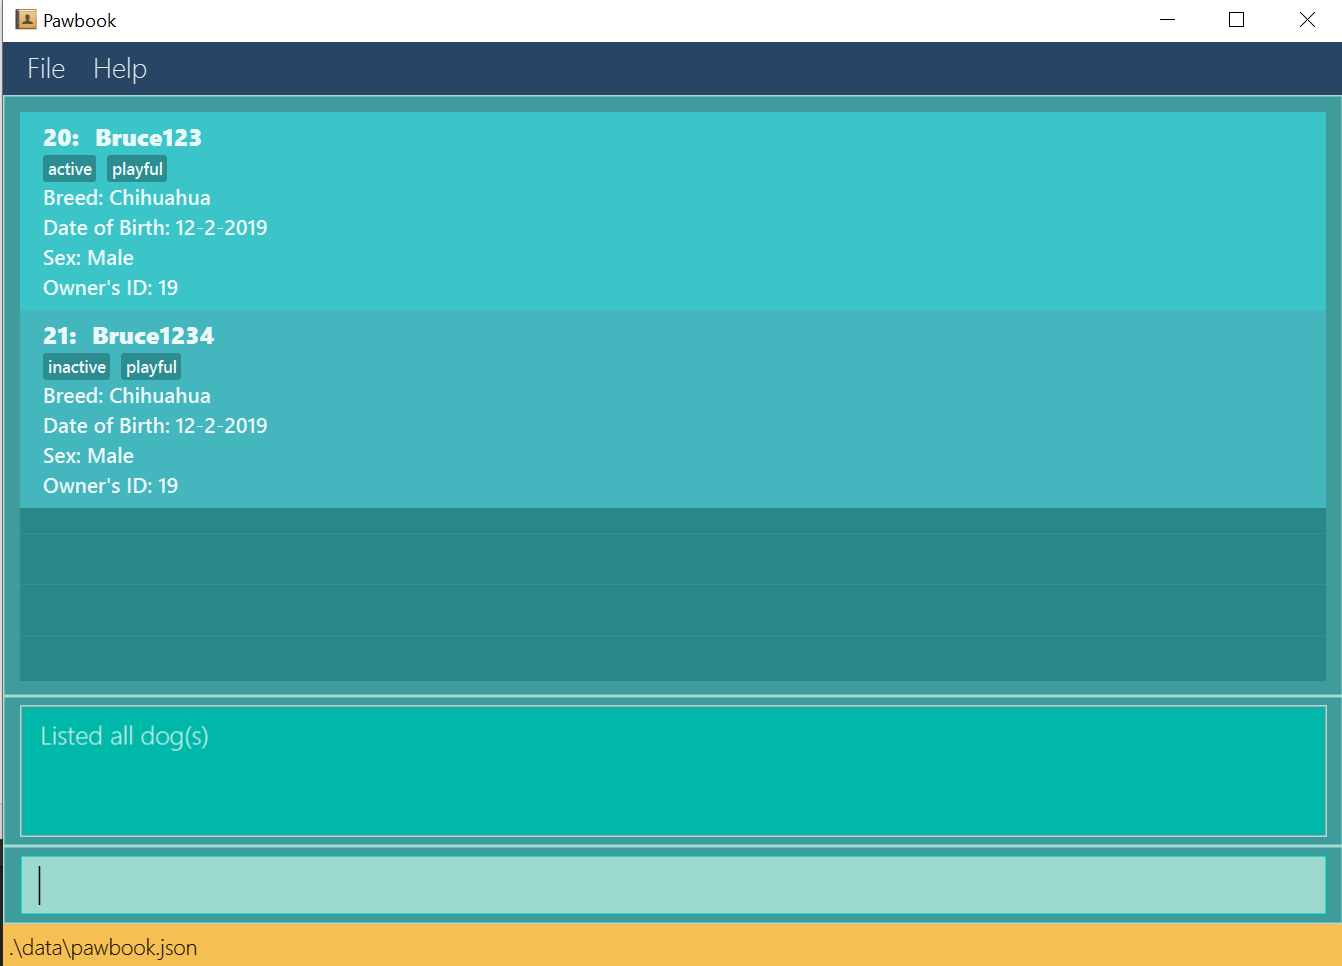 Pawbook
File Help
20: Bruce123
active playful
Breed: Chihuahua
Date of Birth: 12-2-2019
Sex: Male
Owner's ID: 19
21: Bruce1234
inactive playful
Breed: Chihuahua
Date of Birth: 12-2-2019
Sex: Male
Owner's ID: 19
Listed all dog(s)
.\data\pawbook.json